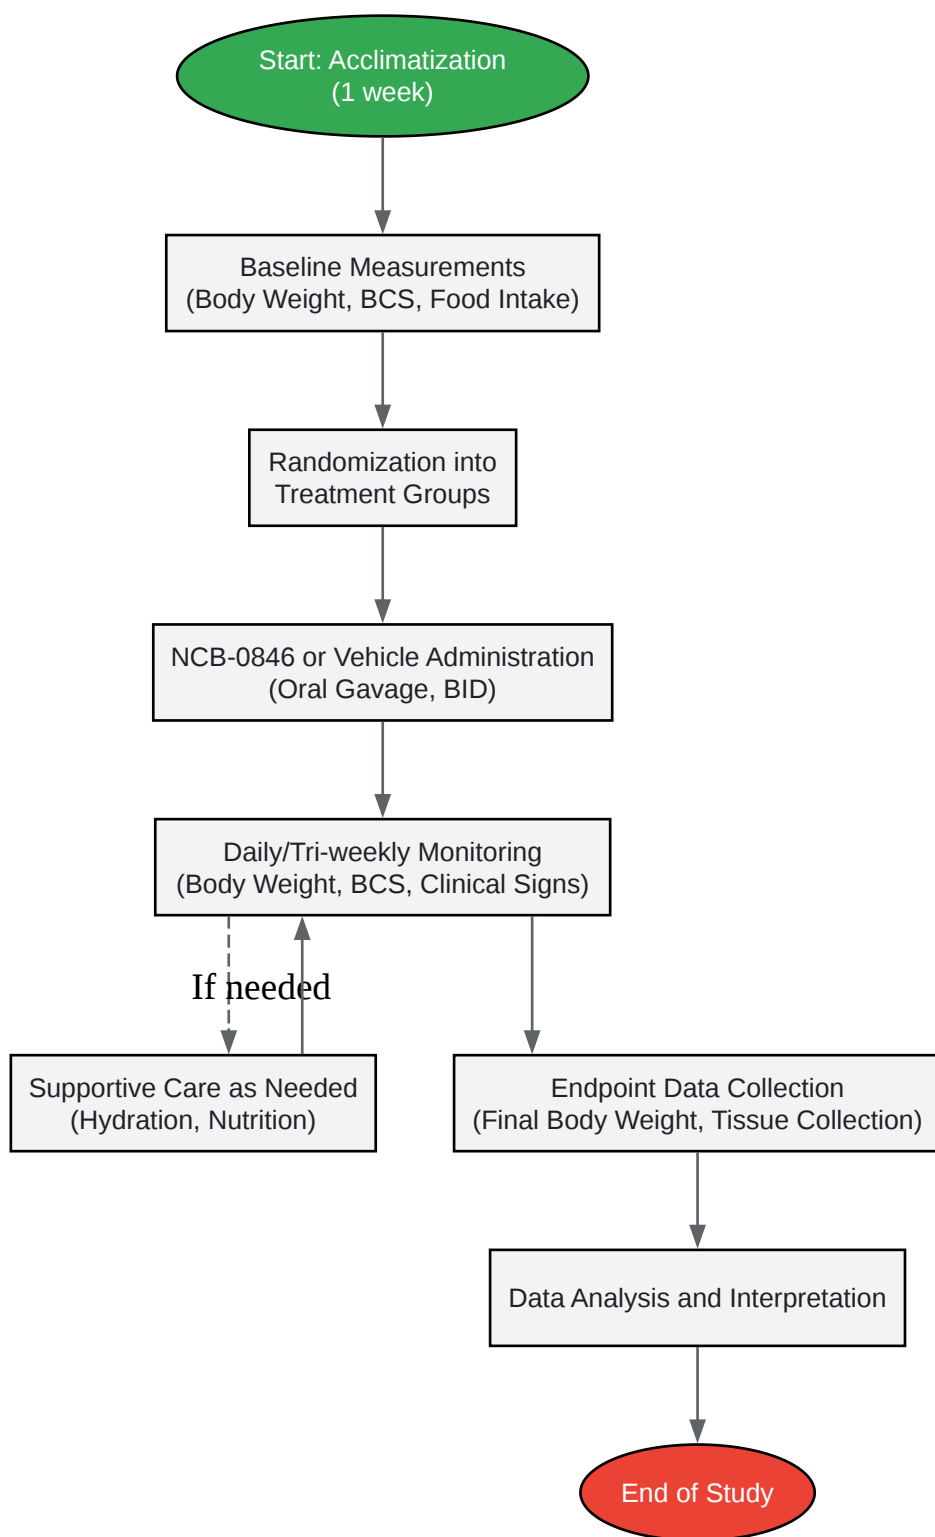 Start: Acclimatization
(1 week)
Baseline Measurements
(Body Weight, BCS, Food Intake)
Randomization into
Treatment Groups
NCB-0846 or Vehicle Administration
(Oral Gavage, BID)
Daily/Tri-weekly Monitoring
(Body Weight, BCS, Clinical Signs)
If needed
Supportive Care as Needed
(Hydration, Nutrition)
Endpoint Data Collection
(Final Body Weight, Tissue Collection)
Data Analysis and Interpretation
End of Study